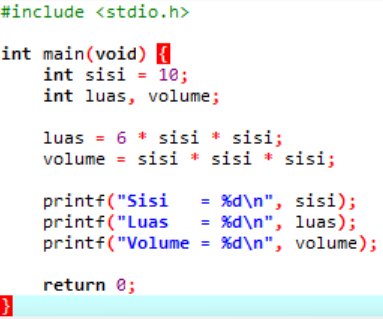 #include <stdio.h>
int main(void) {
    int sisi = 10;
    int luas, volume;
    luas = 6 * sisi * sisi;
    volume = sisi * sisi * sisi;
    printf("Sisi   = %d\n", sisi);
    printf("Luas   = %d\n", luas);
    printf("Volume = %d\n", volume);
    return 0;
}